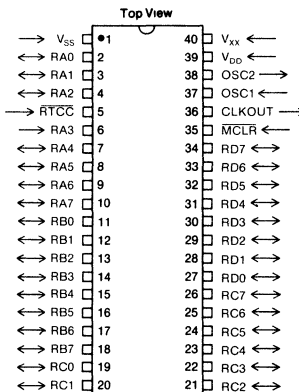 Top View
V_SS 1 40 V_XX
RA0 2 39 V_DD
RA1 3 38 OSC2
RA2 4 37 OSC1
RTCC 5 36 CLKOUT
RA3 6 35 MCLR
RA4 7 34 RD7
RA5 8 33 RD6
RA6 9 32 RD5
RA7 10 31 RD4
RB0 11 30 RD3
RB1 12 29 RD2
RB2 13 28 RD1
RB3 14 27 RD0
RB4 15 26 RC7
RB5 16 25 RC6
RB6 17 24 RC5
RB7 18 23 RC4
RC0 19 22 RC3
RC1 20 21 RC2